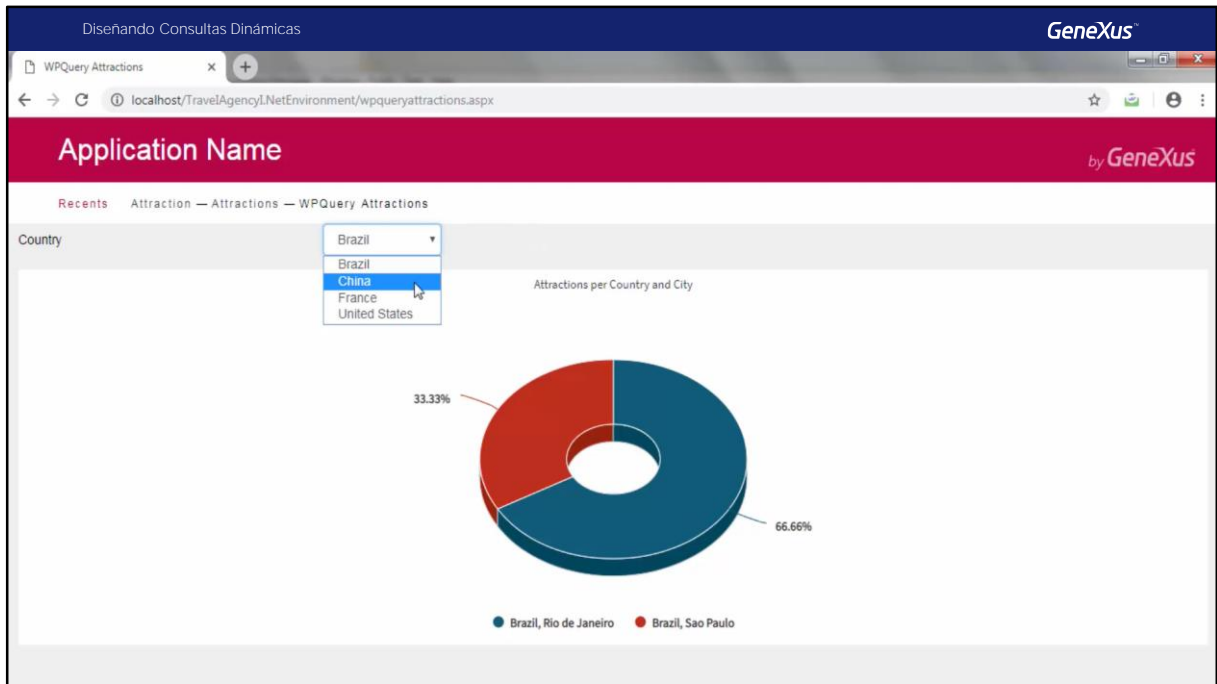 Diseñando Consultas Dinámicas
GeneXus™
WPQuery Attractions
localhost/TravelAgencyI.NetEnvironment/wpqueryattractions.aspx
Application Name
by GeneXus
Recents Attraction — Attractions — WPQuery Attractions
Country
Brazil
Brazil
China
France
United States
Attractions per Country and City
33.33%
66.66%
Brazil, Rio de Janeiro
Brazil, Sao Paulo